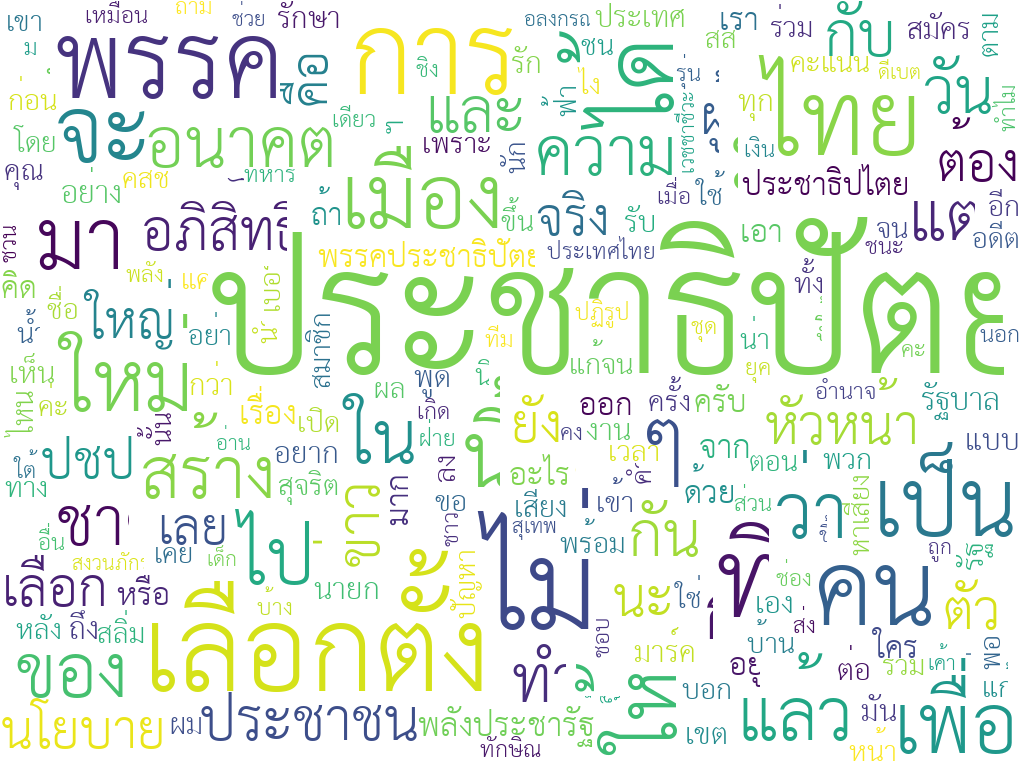 เหมือน
ถาม
ช่วย
รักษา
เขา
พรรค
การ
คือ
ชิง
รัก
อลงกรณ์
ประเทศ
ชน
สส
เรา
ร่วม
กับ
สมัคร
ตาม
ก่อน
จะ
อนาคต
เดียว
และ
ฟ้า
ได
รุ่น
คะแนน
ดีเบต
ทุก
ไทย
วัน
ทำไม
โดย
คุณ
อย่าง
คสช
ทหาร
เพราะ
นัก
ความ
เงิน
ประชาธิปไตย
ตอง
ชวน
มา
อภิสิทธิ
ถ้า
เมือง
ขึ้น
จริง
รับ
เมื่อ
ใช้
เอา
จน
ชนะ
แต
อีก
อดีต
พรรคประชาธิปัตย
ประเทศไทย
คิด
ชื่อ
พลัง
ใหญ่
อย่า
ประชาธิปัตย
ทั้ง
ปฏิรูป
ชุด
น่า
นอก
เห็น
ใหม
กว่า
สมาชิก
ทีม
แก้จน
ยุค
คะ
ไหน
คะ
นั้น
เรื่อง
เปิด
ผล
พูด
เกิด
ยัง
ออก
ครั้ง
ครับ
อำนาจ
หัวหนา
รัฐบาล
ใต้
ทาง
ปชป
สราง
อ่าน
อยาก
ใน
ฝ่าย
คง
งาน
เวลา
ๆ
จาก
ตอน
พวก
แบบ
สุจริต
มาก
ลง
ขอ
อะไร
เสียง
เข้า
ด้วย
ส่วน
วา
หาเสียง
เป็น
ชา
อื่น
เลย
เคย
เด็ก
ไป
ขาว
ชาว
สุเทพ
ไม
พร้อม
กัน
ถูก
เลือก
หรือ
บาง
นายก
ปัญหา
นะ
ใช่
ที
ช่อง
เอง
คน
ตัว
หลัง
ถึง
สลิ่ม
เลือกตั้ง
ชอบ
ส่ง
บ้าน
ใคร
ของ
ทำ
ให
มาร์ค
ต่อ
รวม
พอ
นโยบาย
ผม
ประชาชน
พลังประชารัฐ
ทักษิณ
บอก
เขต
แลว
มัน
หน้า
เพื่อ